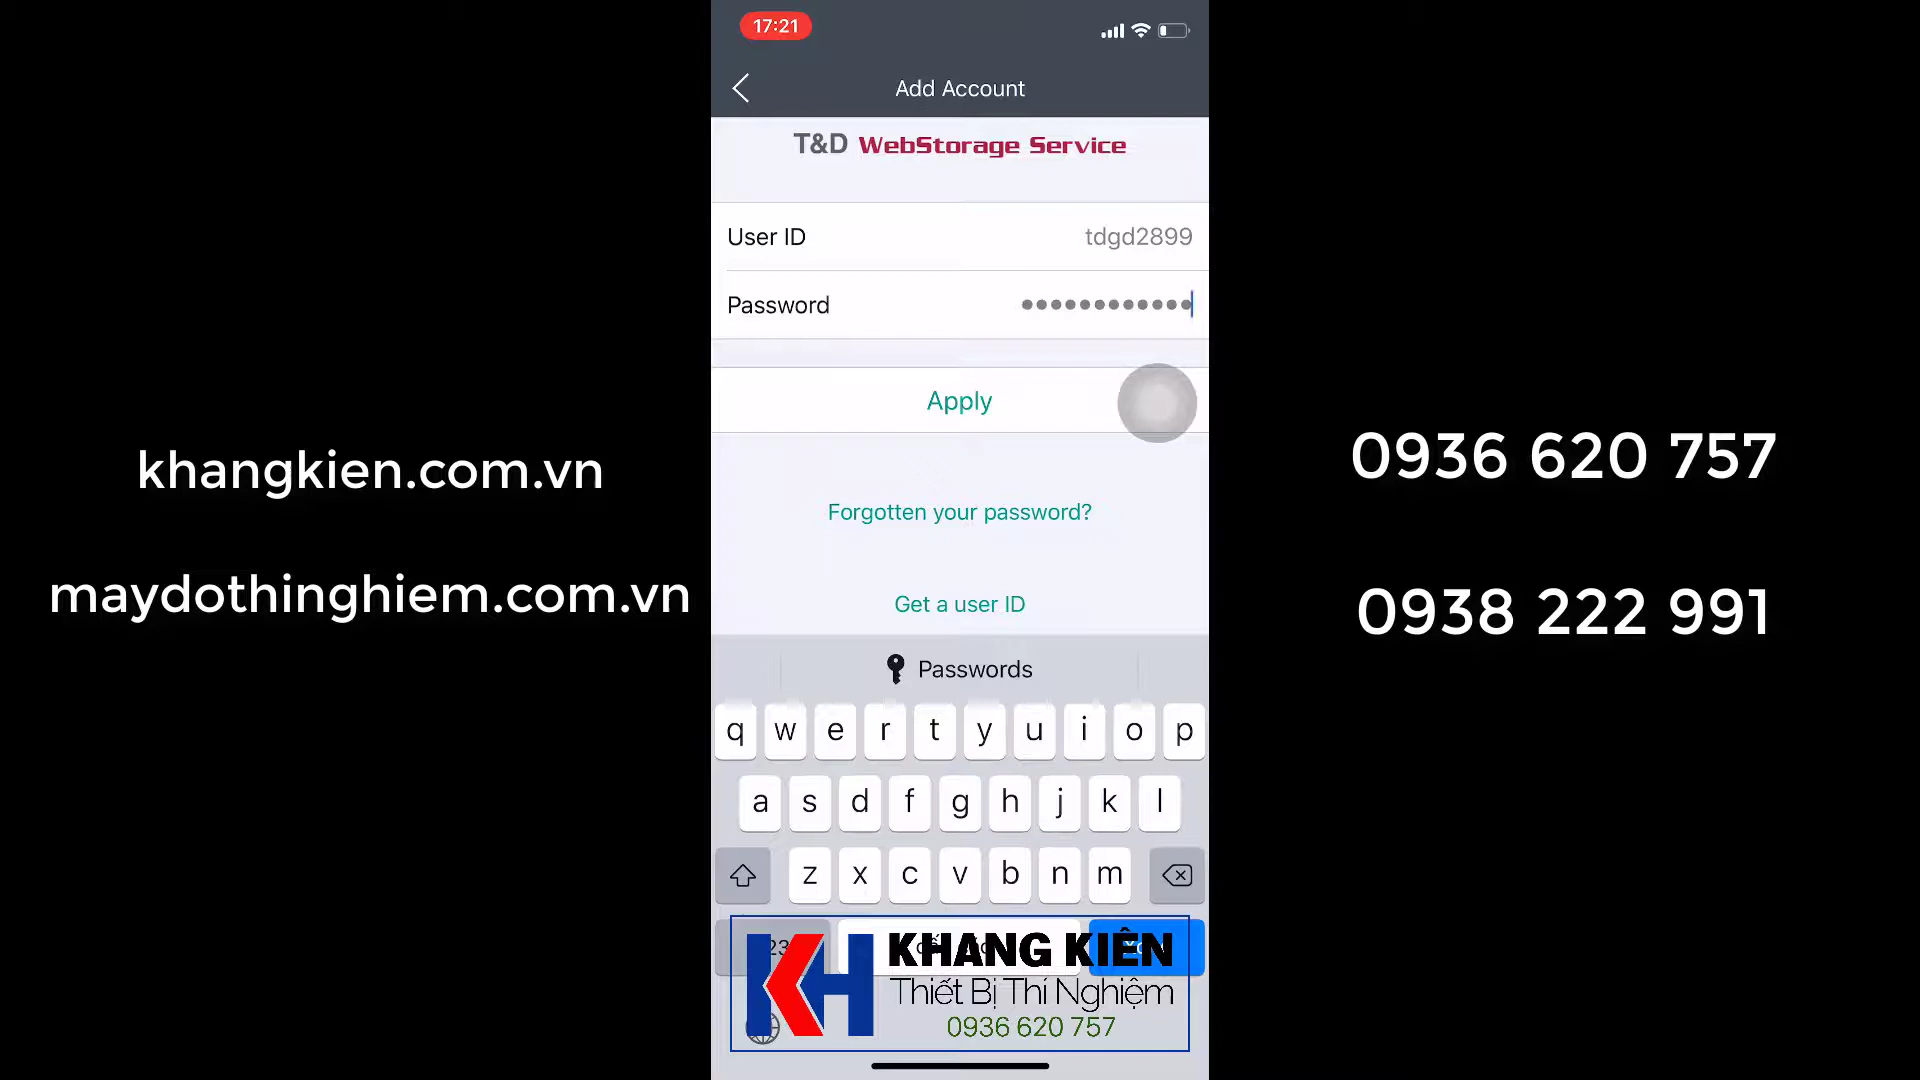 17:21
Add Account
T&D WebStorage Service
User ID
tdgd2899
Password
Apply
Forgotten your password?
Get a user ID
Passwords
q w e r t y u i o p
a s d f g h j k l
z x c v b n m
khangkien.com.vn
maydothinghiem.com.vn
0936 620 757
0938 222 991
KH KHANG KIÊN
Thiết Bị Thí Nghiệm
0936 620 757